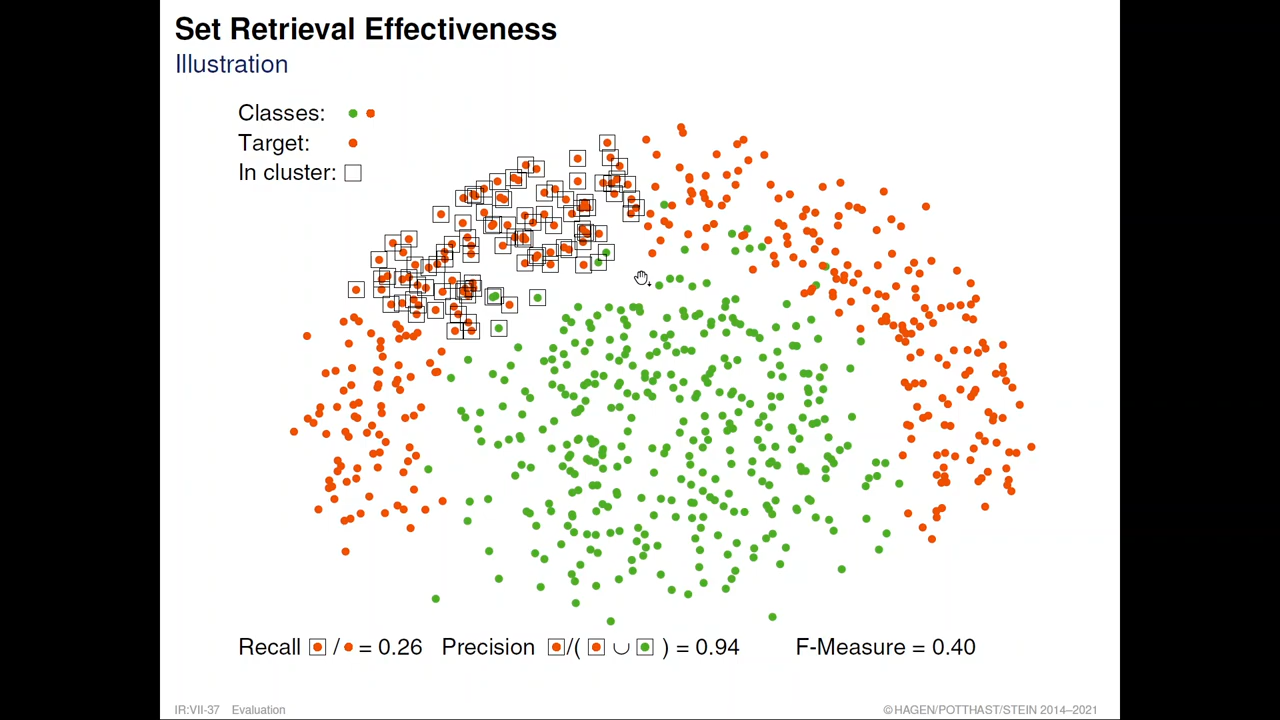 Set Retrieval Effectiveness
Illustration
Classes:
Target:
In cluster:
Recall / = 0.26 Precision /( ∪ ) = 0.94 F-Measure = 0.40
IR:VII-37 Evaluation ©HAGEN/POTTHAST/STEIN 2014–2021